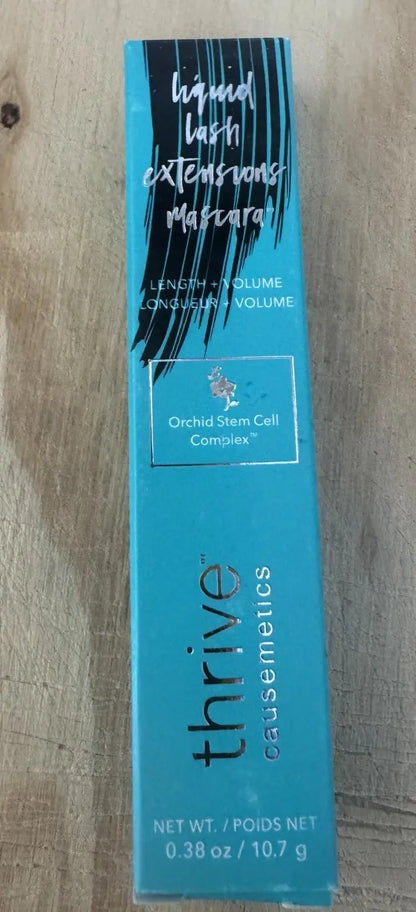 liquid
lash
extensions
mascara™
LENGTH + VOLUME
LONGUEUR + VOLUME
Orchid Stem Cell
Complex™
thrive™
causemetics
NET WT. / POIDS NET
0.38 oz / 10.7 g